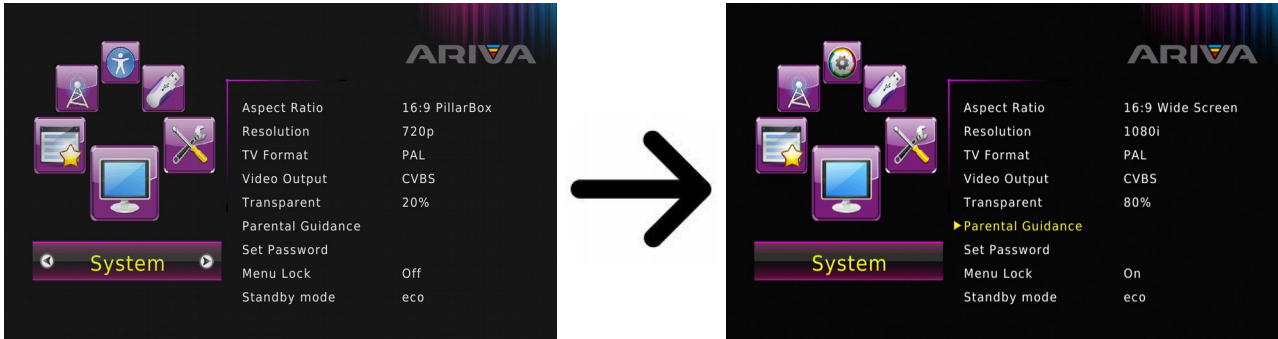 ARIVA
Aspect Ratio 16:9 PillarBox
Resolution 720p
TV Format PAL
Video Output CVBS
Transparent 20%
Parental Guidance
Set Password
Menu Lock Off
Standby mode eco
System
ARIVA
Aspect Ratio 16:9 Wide Screen
Resolution 1080i
TV Format PAL
Video Output CVBS
Transparent 80%
Parental Guidance
Set Password
Menu Lock On
Standby mode eco
System